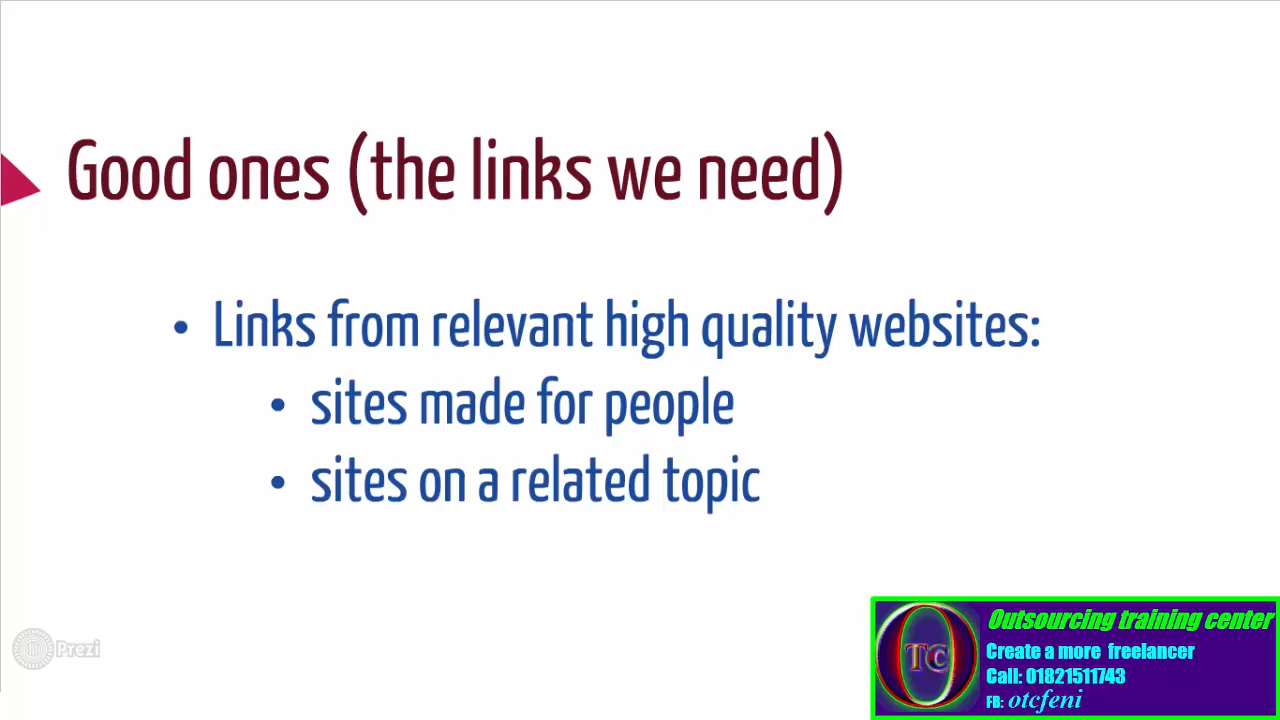 Good ones (the links we need)
• Links from relevant high quality websites:
• sites made for people
• sites on a related topic
Prezi
OTC
Outsourcing training center
Create a more freelancer
Call: 01821511743
FB: otcfeni